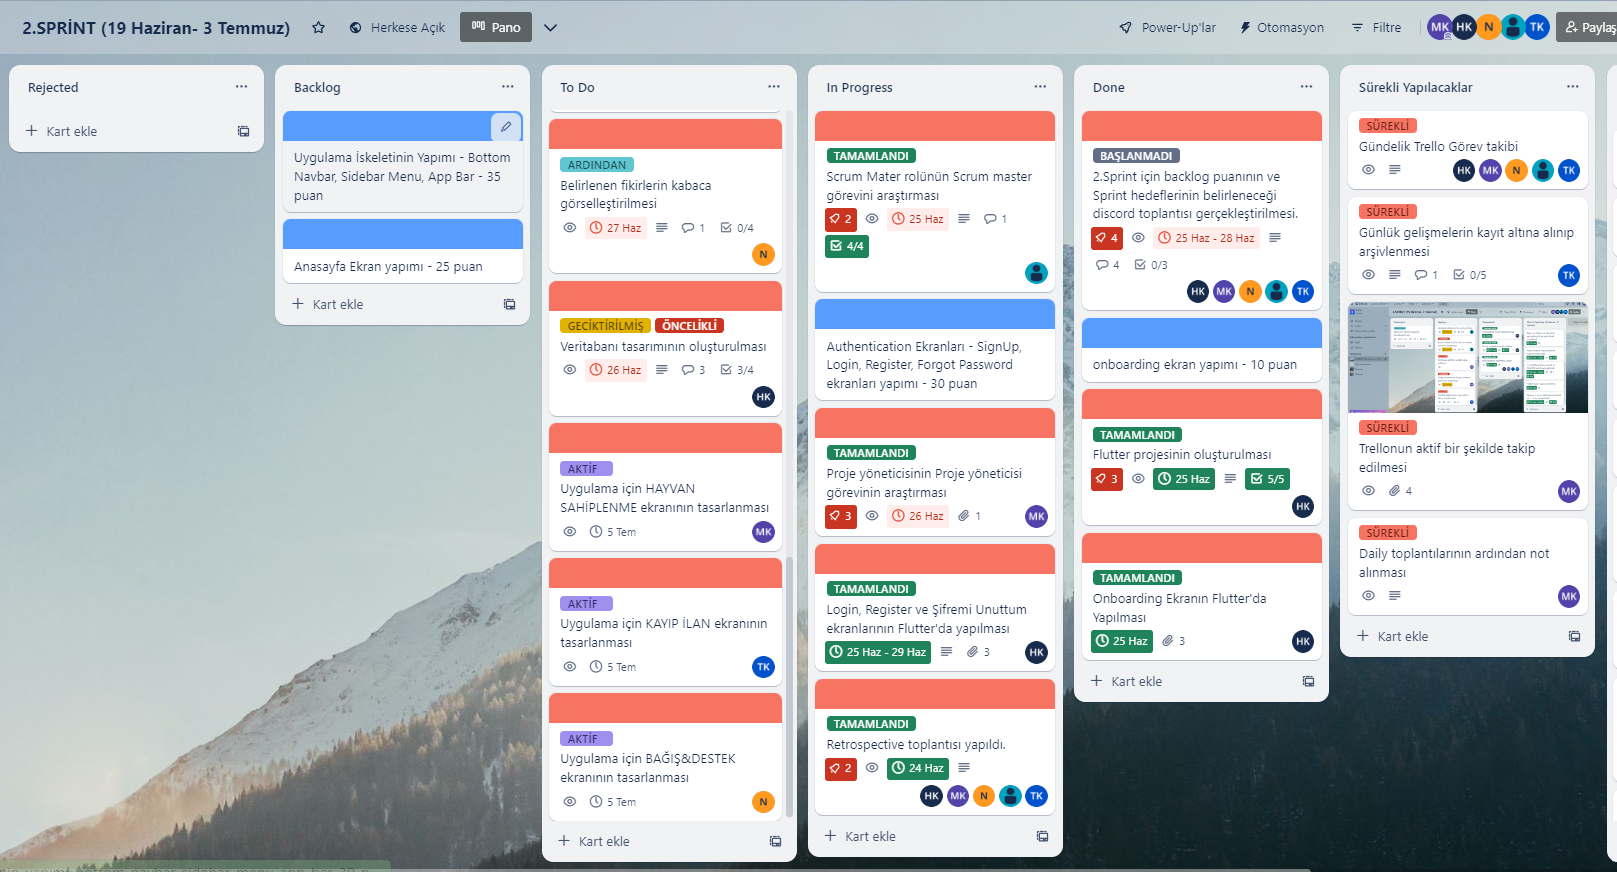 2.SPRİNT (19 Haziran- 3 Temmuz)
Herkese Açık
Pano
Power-Up'lar
Otomasyon
Filtre
MK HK N TK
Paylaş
Rejected
Kart ekle
Backlog
Uygulama İskeletinin Yapımı - Bottom
Navbar, Sidebar Menu, App Bar - 35
puan
Anasayfa Ekran yapımı - 25 puan
Kart ekle
To Do
ARDINDAN
Belirlenen fikirlerin kabaca
görselleştirilmesi
27 Haz 1 0/4
N
GECİKTİRİLMİŞ ÖNCELİKLİ
Veritabanı tasarımının oluşturulması
26 Haz 3 3/4
HK
AKTİF
Uygulama için HAYVAN
SAHİPLENME ekranının tasarlanması
5 Tem MK
AKTİF
Uygulama için KAYIP İLAN ekranının
tasarlanması
5 Tem TK
AKTİF
Uygulama için BAĞIŞ&DESTEK
ekranının tasarlanması
5 Tem N
Kart ekle
In Progress
TAMAMLANDI
Scrum Mater rolünün Scrum master
görevini araştırması
2 25 Haz 1
4/4
Authentication Ekranları - SignUp,
Login, Register, Forgot Password
ekranları yapımı - 30 puan
TAMAMLANDI
Proje yöneticisinin Proje yöneticisi
görevinin araştırması
3 26 Haz 1 MK
TAMAMLANDI
Login, Register ve Şifremi Unuttum
ekranlarının Flutter'da yapılması
25 Haz - 29 Haz 3 HK
TAMAMLANDI
Retrospective toplantısı yapıldı.
2 24 Haz
HK MK N TK
Kart ekle
Done
BAŞLANMADI
2.Sprint için backlog puanının ve
Sprint hedeflerinin belirleneceği
discord toplantısı gerçekleştirilmesi.
4 25 Haz - 28 Haz
4 0/3
HK MK N TK
onboarding ekran yapımı - 10 puan
TAMAMLANDI
Flutter projesinin oluşturulması
3 25 Haz 5/5
HK
TAMAMLANDI
Onboarding Ekranın Flutter'da
Yapılması
25 Haz 3 HK
Kart ekle
Sürekli Yapılacaklar
SÜREKLİ
Gündelik Trello Görev takibi
HK MK N TK
SÜREKLİ
Günlük gelişmelerin kayıt altına alınıp
arşivlenmesi
1 0/5 TK
SÜREKLİ
Trellonun aktif bir şekilde takip
edilmesi
4 MK
SÜREKLİ
Daily toplantılarının ardından not
alınması
MK
Kart ekle